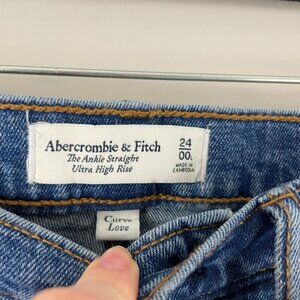 Abercrombie & Fitch
The Ankle Straight
Ultra High Rise
24
00L
MADE IN
CAMBODIA
Curve
Love